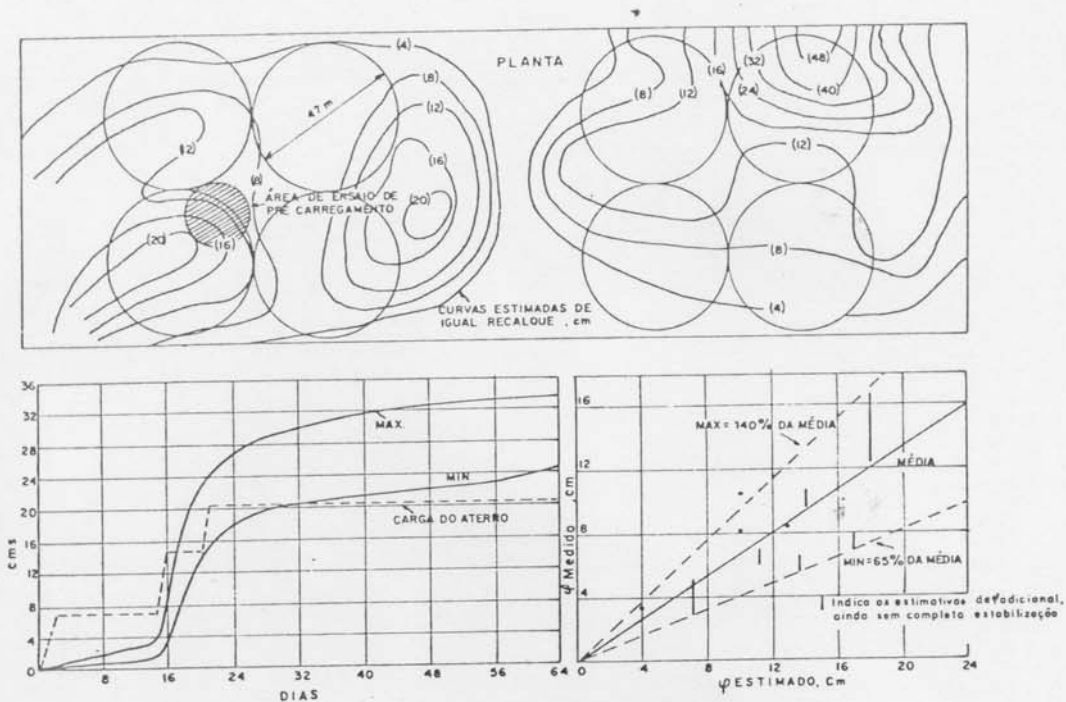 PLANTA
(4)
(8)
(12)
(16)
(20)
47 m
(12)
(8)
ÁREA DE ENSAIO DE
PRÉ CARREGAMENTO
(20)
(16)
CURVAS ESTIMADAS DE
IGUAL RECALQUE, cm
(8)
(12)
(16)
(32)
(24)
(48)
(40)
(12)
(8)
(4)
36
32
28
24
20
16
12
8
4
0
cms
MAX.
MIN
CARGA DO ATERRO
0 8 16 24 32 40 48 56 64
DIAS
16
12
8
4
0
φ Medido, cm
MAX = 140% DA MÉDIA
MÉDIA
MIN = 65% DA MÉDIA
Indica as estimativas de φ adicional,
ainda sem completa estabilização
0 4 8 12 16 20 24
φ ESTIMADO, Cm